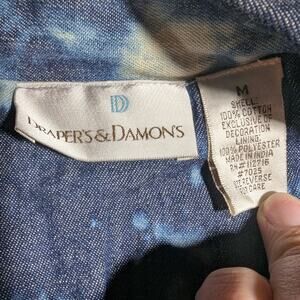 D
DRAPER'S & DAMON'S
M
SHELL:
100% COTTON
EXCLUSIVE OF
DECORATION
LINING:
100% POLYESTER
MADE IN INDIA
RN# 112716
#7035
REVERSE
FOR CARE